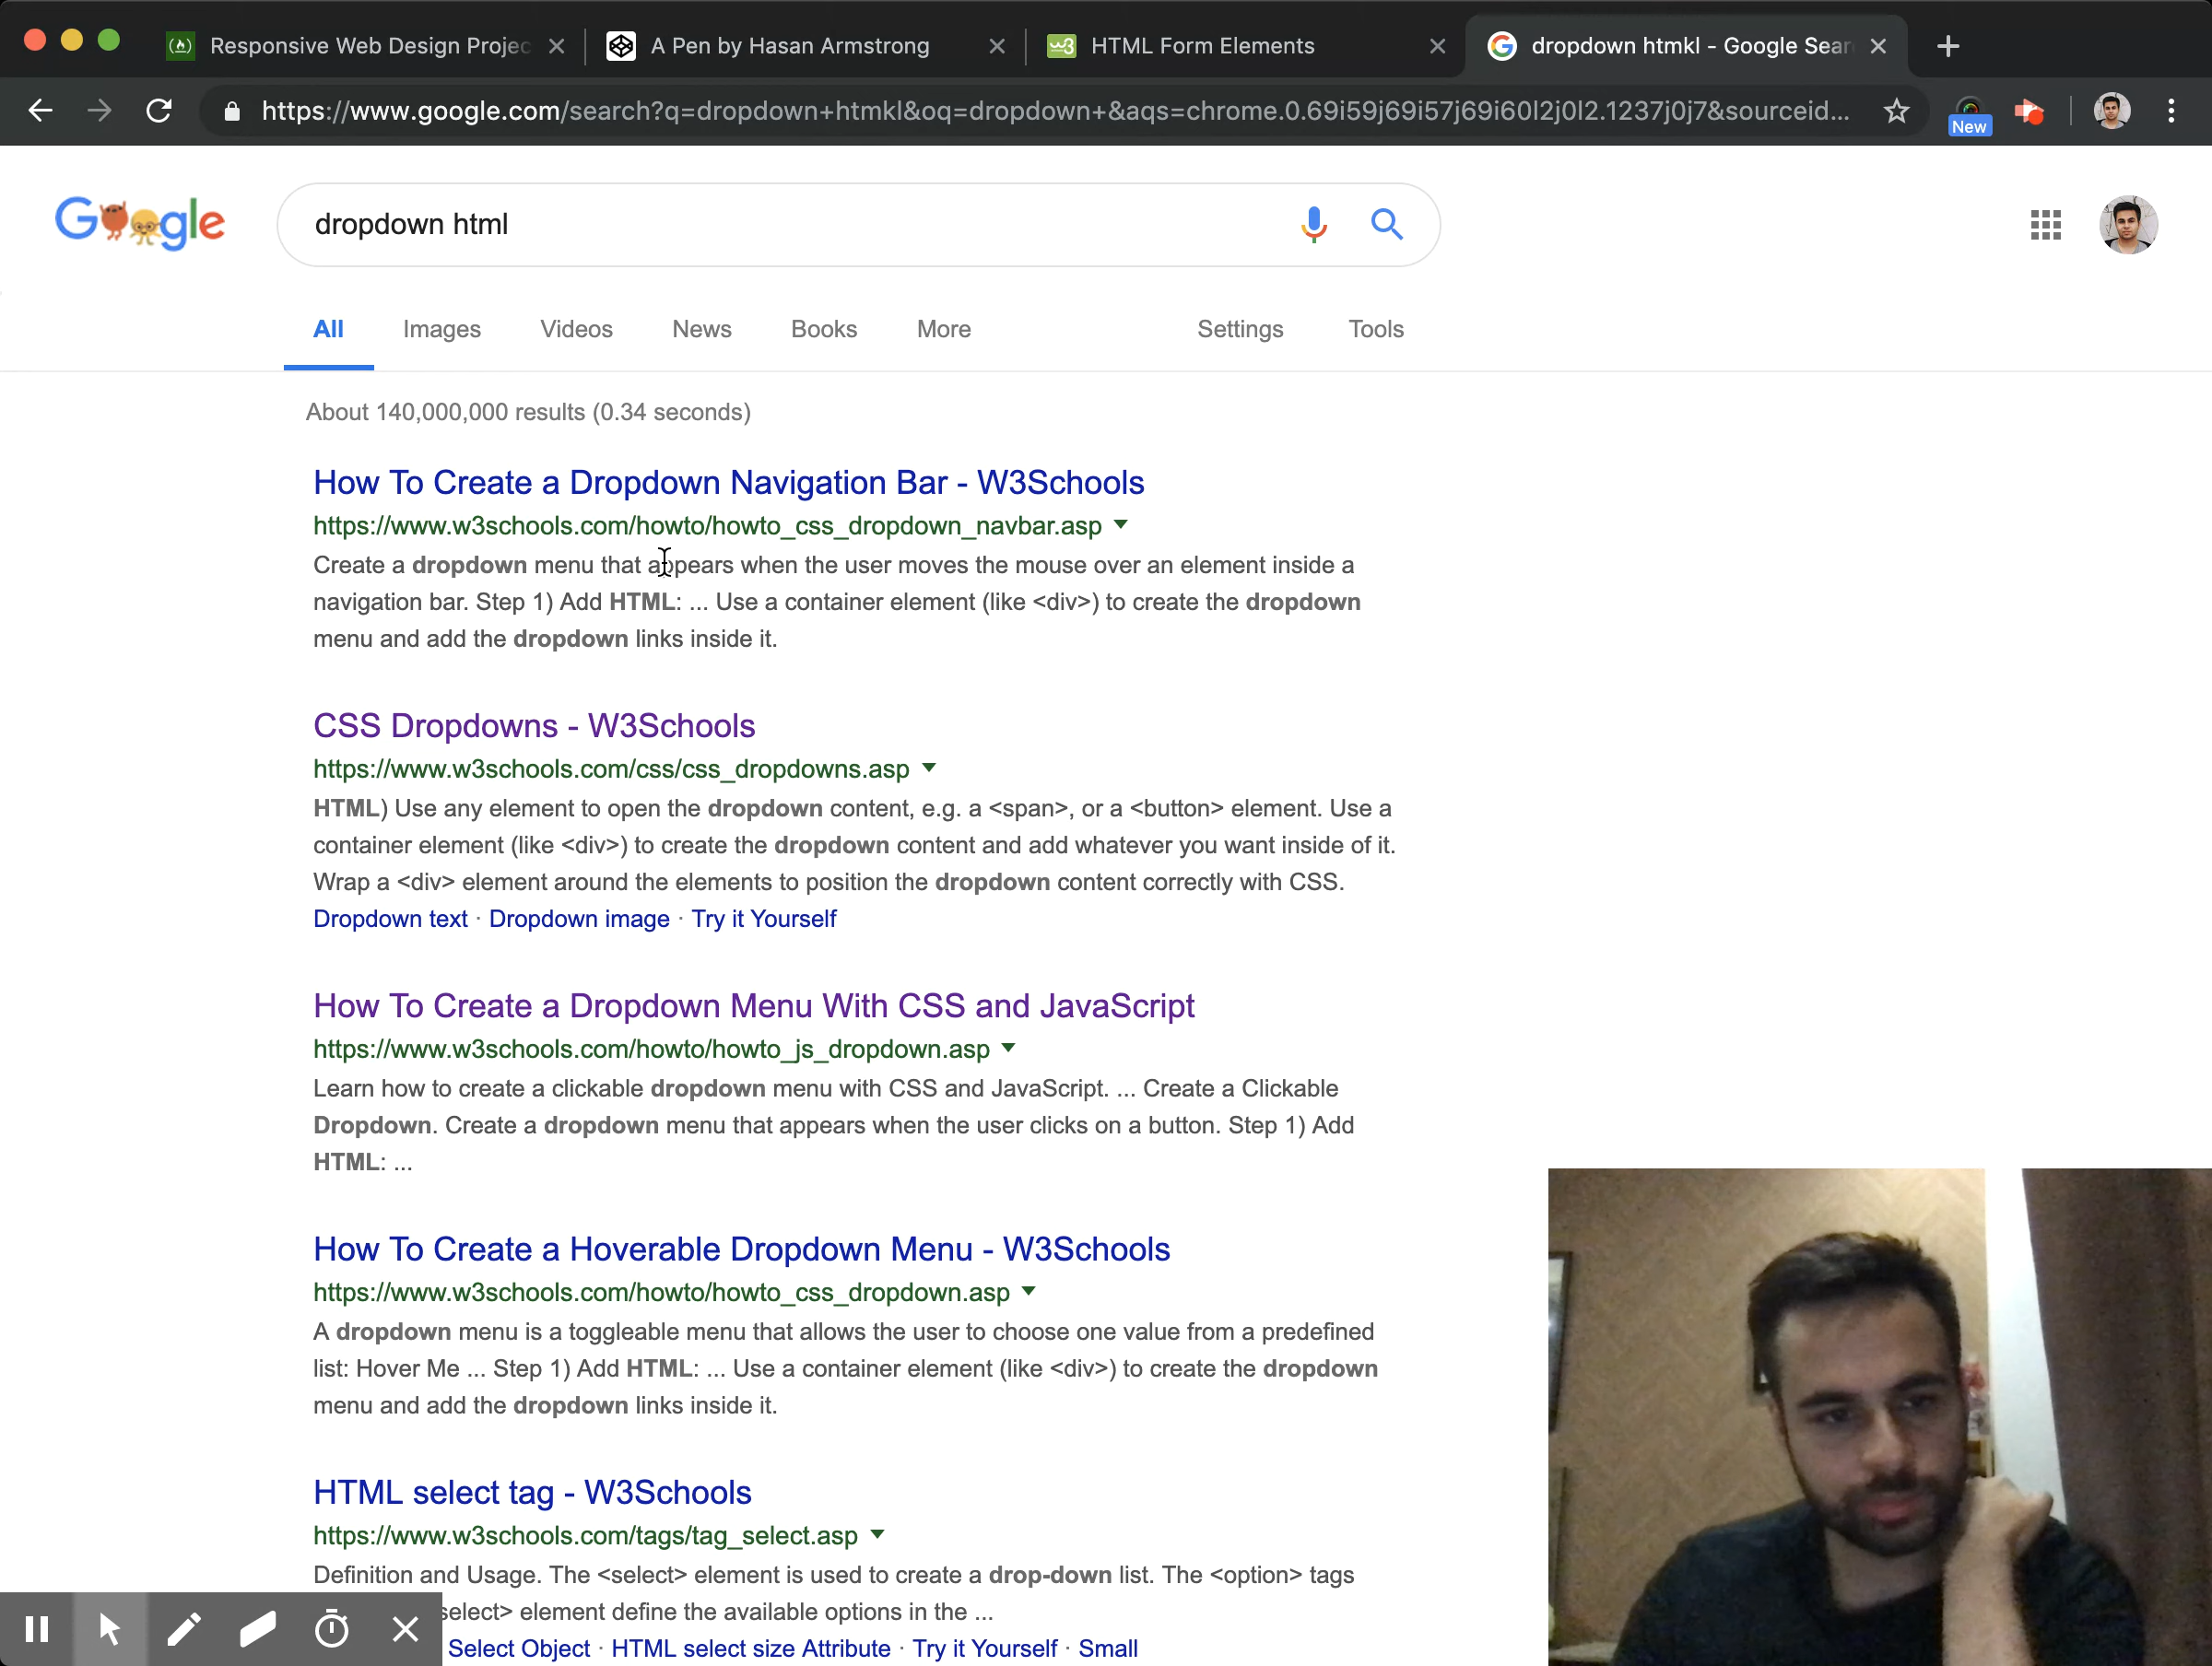 Responsive Web Design Projec
A Pen by Hasan Armstrong
HTML Form Elements
dropdown htmkl - Google Sear
https://www.google.com/search?q=dropdown+htmkl&oq=dropdown+&aqs=chrome.0.69i59j69i57j69i60l2j0l2.1237j0j7&sourceid...
New
Google
dropdown html
All Images Videos News Books More Settings Tools
About 140,000,000 results (0.34 seconds)
How To Create a Dropdown Navigation Bar - W3Schools
https://www.w3schools.com/howto/howto_css_dropdown_navbar.asp
Create a dropdown menu that appears when the user moves the mouse over an element inside a
navigation bar. Step 1) Add HTML: ... Use a container element (like <div>) to create the dropdown
menu and add the dropdown links inside it.
CSS Dropdowns - W3Schools
https://www.w3schools.com/css/css_dropdowns.asp
HTML) Use any element to open the dropdown content, e.g. a <span>, or a <button> element. Use a
container element (like <div>) to create the dropdown content and add whatever you want inside of it.
Wrap a <div> element around the elements to position the dropdown content correctly with CSS.
Dropdown text · Dropdown image · Try it Yourself
How To Create a Dropdown Menu With CSS and JavaScript
https://www.w3schools.com/howto/howto_js_dropdown.asp
Learn how to create a clickable dropdown menu with CSS and JavaScript. ... Create a Clickable
Dropdown. Create a dropdown menu that appears when the user clicks on a button. Step 1) Add
HTML: ...
How To Create a Hoverable Dropdown Menu - W3Schools
https://www.w3schools.com/howto/howto_css_dropdown.asp
A dropdown menu is a toggleable menu that allows the user to choose one value from a predefined
list: Hover Me ... Step 1) Add HTML: ... Use a container element (like <div>) to create the dropdown
menu and add the dropdown links inside it.
HTML select tag - W3Schools
https://www.w3schools.com/tags/tag_select.asp
Definition and Usage. The <select> element is used to create a drop-down list. The <option> tags
select> element define the available options in the ...
Select Object · HTML select size Attribute · Try it Yourself · Small